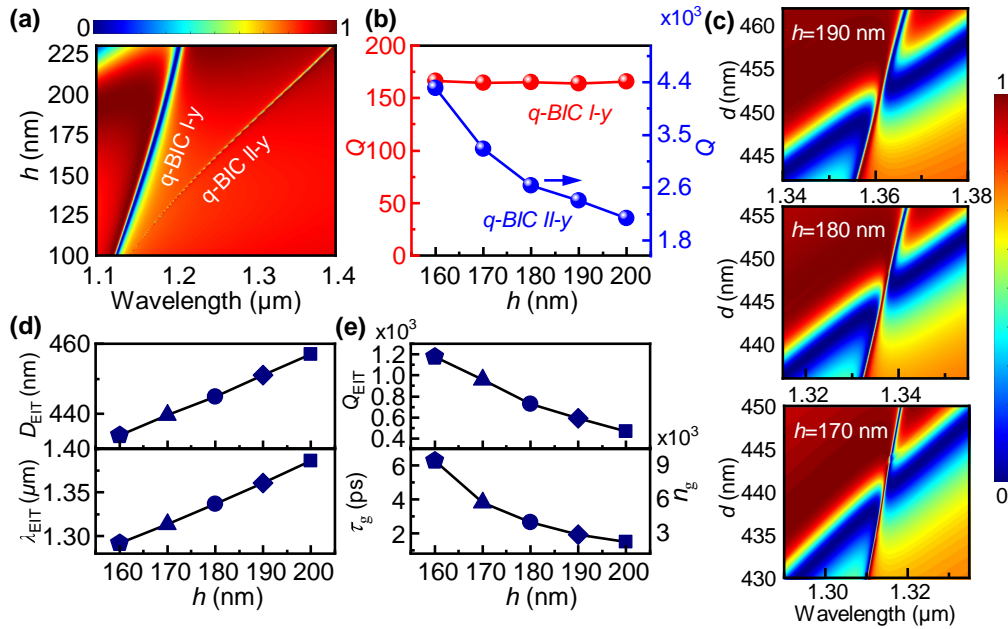 (a)
0
1
225
200
175
150
125
100
h (nm)
q-BIC I-y
q-BIC II-y
1.1
1.2
1.3
1.4
Wavelength (μm)
(b)
×10³
200
150
100
50
0
Q
q-BIC I-y
q-BIC II-y
4.4
3.5
2.6
1.8
Q
160 170 180 190 200
h (nm)
(c)
h=190 nm
460
455
450
445
d (nm)
1.34
1.36
1.38
h=180 nm
455
450
445
440
d (nm)
1.32
1.34
h=170 nm
450
445
440
435
430
d (nm)
1.30
1.32
Wavelength (μm)
1
0
(d)
460
440
D_EIT (nm)
1.40
1.35
1.30
λ_EIT (μm)
160 170 180 190 200
h (nm)
(e)
×10³
1.2
1.0
0.8
0.6
0.4
Q_EIT
×10³
6
4
2
τ_g (ps)
9
6
3
n_g
160 170 180 190 200
h (nm)